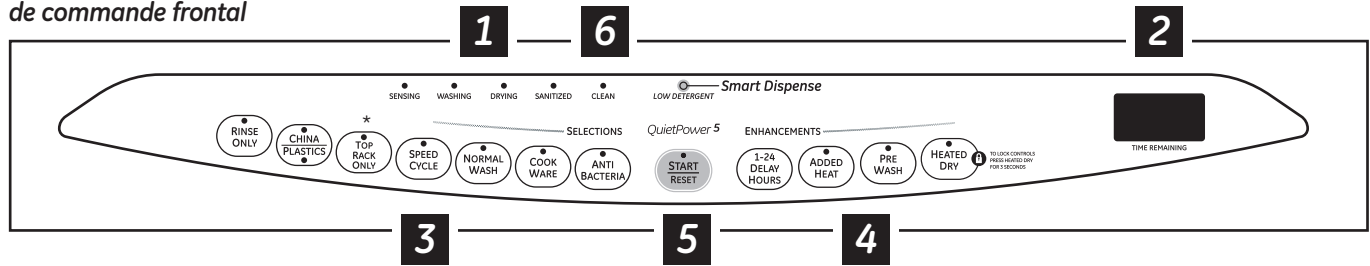 de commande frontal
1
6
2
SENSING
WASHING
DRYING
SANITIZED
CLEAN
LOW DETERGENT
Smart Dispense
*
SELECTIONS
QuietPower 5
ENHANCEMENTS
TIME REMAINING
RINSE
ONLY
CHINA
PLASTICS
TOP
RACK
ONLY
SPEED
CYCLE
NORMAL
WASH
COOK
WARE
ANTI
BACTERIA
START
RESET
1-24
DELAY
HOURS
ADDED
HEAT
PRE
WASH
HEATED
DRY
TO LOCK CONTROLS
PRESS HEATED DRY
FOR 3 SECONDS
3
5
4